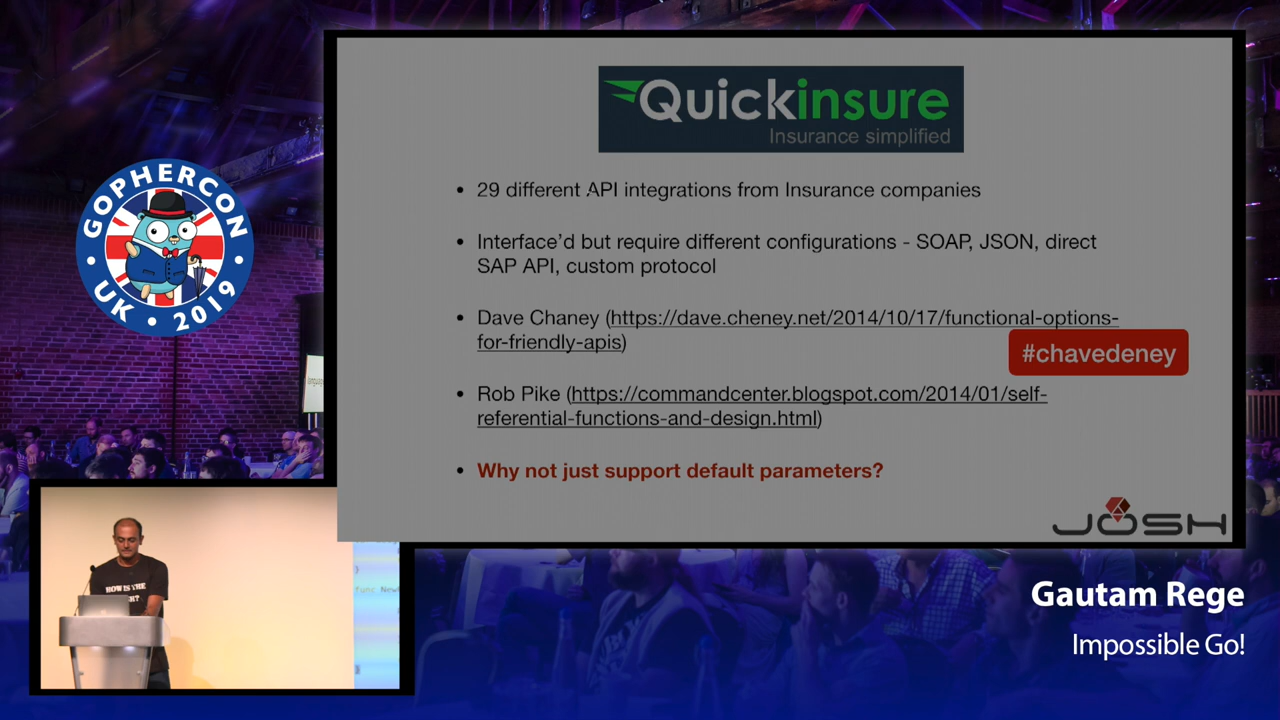 Quickinsure
Insurance simplified
• 29 different API integrations from Insurance companies
• Interface’d but require different configurations - SOAP, JSON, direct
SAP API, custom protocol
• Dave Chaney (https://dave.cheney.net/2014/10/17/functional-options-
for-friendly-apis)
#chavedeney
• Rob Pike (https://commandcenter.blogspot.com/2014/01/self-
referential-functions-and-design.html)
• Why not just support default parameters?
JOSH
GOPHERCON
UK • 2019
HOW IS THE
Gautam Rege
Impossible Go!